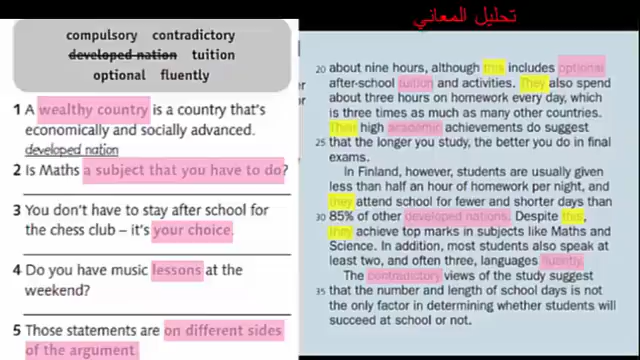 تحليل المعاني
compulsory contradictory
developed nation tuition
optional fluently
1 A wealthy country is a country that's
economically and socially advanced.
developed nation
2 Is Maths a subject that you have to do?
3 You don't have to stay after school for
the chess club – it's your choice.
4 Do you have music lessons at the
weekend?
5 Those statements are on different sides
of the argument
20 about nine hours, although this includes optional
after-school tuition and activities. They also spend
about three hours on homework every day, which
is three times as much as many other countries.
Their high academic achievements do suggest
25 that the longer you study, the better you do in final
exams.
In Finland, however, students are usually given
less than half an hour of homework per night, and
they attend school for fewer and shorter days than
30 85% of other developed nations. Despite this,
they achieve top marks in subjects like Maths and
Science. In addition, most students also speak at
least two, and often three, languages fluently.
The contradictory views of the study suggest
35 that the number and length of school days is not
the only factor in determining whether students will
succeed at school or not.